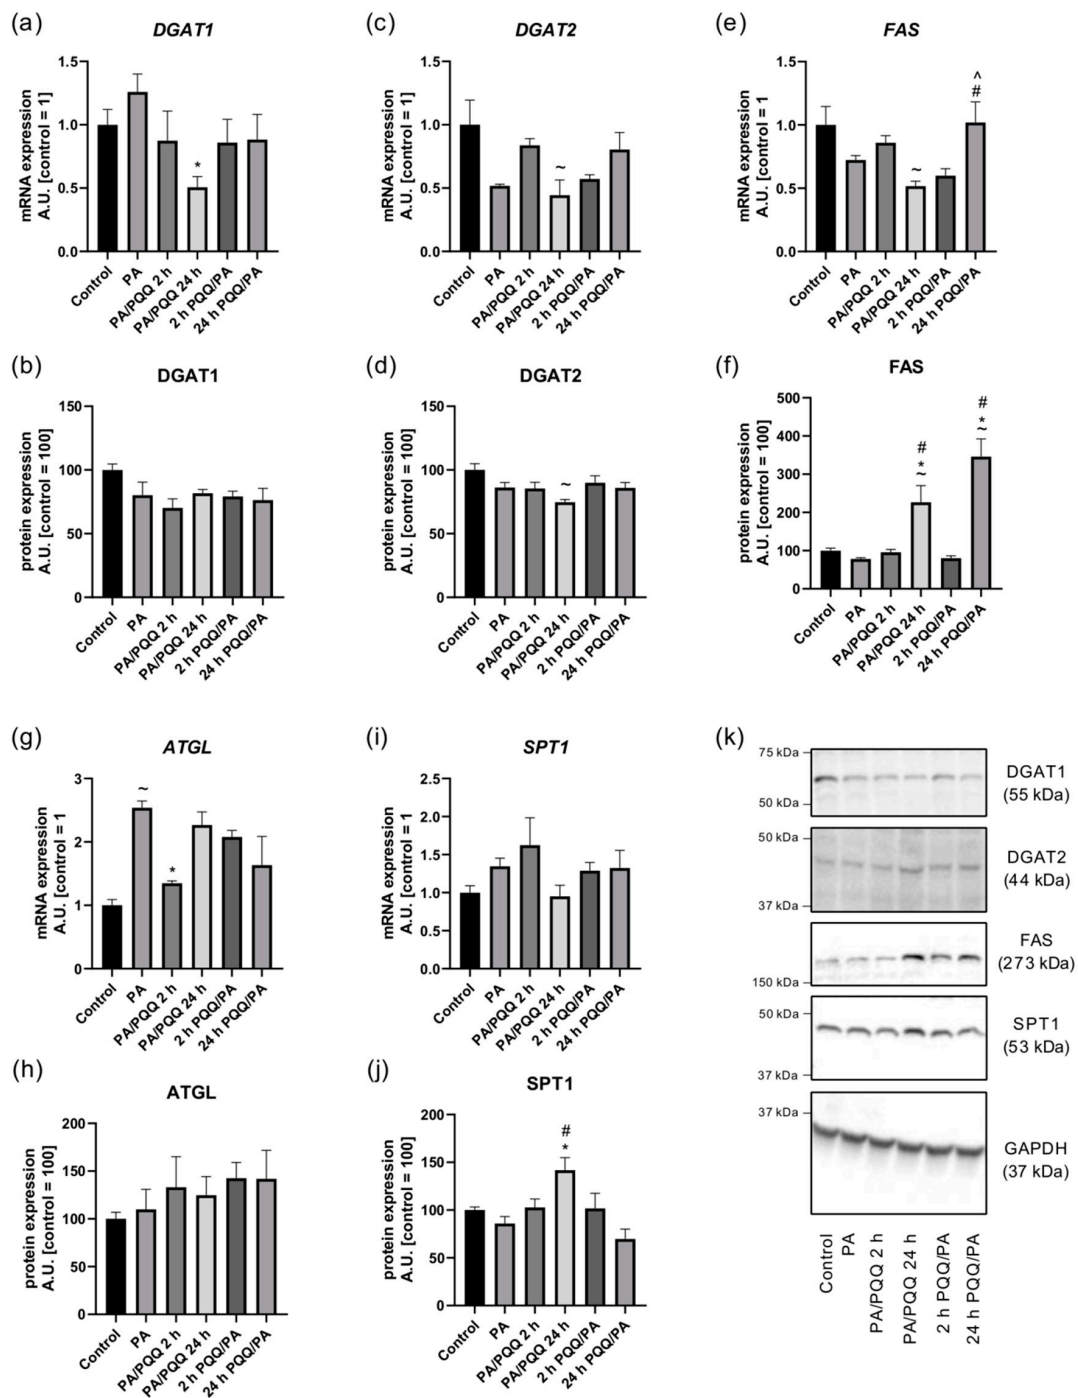 (a)
DGAT1
mRNA expression
A.U. [control = 1]
1.5
1.0
0.5
0.0
*
Control
PA
PA/PQQ 2 h
PA/PQQ 24 h
2 h PQQ/PA
24 h PQQ/PA
(c)
DGAT2
mRNA expression
A.U. [control = 1]
1.5
1.0
0.5
0.0
~
Control
PA
PA/PQQ 2 h
PA/PQQ 24 h
2 h PQQ/PA
24 h PQQ/PA
(e)
FAS
mRNA expression
A.U. [control = 1
1.5
1.0
0.5
0.0
~
^
#
Control
PA
PA/PQQ 2 h
PA/PQQ 24 h
2 h PQQ/PA
24 h PQQ/PA
(b)
DGAT1
protein expression
A.U. [control = 100]
150
100
50
0
Control
PA
PA/PQQ 2 h
PA/PQQ 24 h
2 h PQQ/PA
24 h PQQ/PA
(d)
DGAT2
protein expression
A.U. [control = 100]
150
100
50
0
~
Control
PA
PA/PQQ 2 h
PA/PQQ 24 h
2 h PQQ/PA
24 h PQQ/PA
(f)
FAS
protein expression
A.U. [control = 100]
500
400
300
200
100
0
#
*
~
#
*
~
Control
PA
PA/PQQ 2 h
PA/PQQ 24 h
2 h PQQ/PA
24 h PQQ/PA
(g)
ATGL
mRNA expression
A.U. [control = 1
3
2
1
0
~
*
Control
PA
PA/PQQ 2 h
PA/PQQ 24 h
2 h PQQ/PA
24 h PQQ/PA
(i)
SPT1
mRNA expression
A.U. [control = 1
2.5
2.0
1.5
1.0
0.5
0.0
Control
PA
PA/PQQ 2 h
PA/PQQ 24 h
2 h PQQ/PA
24 h PQQ/PA
(k)
75 kDa
50 kDa
DGAT1
(55 kDa)
50 kDa
37 kDa
DGAT2
(44 kDa)
150 kDa
FAS
(273 kDa)
50 kDa
37 kDa
SPT1
(53 kDa)
37 kDa
GAPDH
(37 kDa)
Control
PA
PA/PQQ 2 h
PA/PQQ 24 h
2 h PQQ/PA
24 h PQQ/PA
(h)
ATGL
protein expression
A.U. [control = 100]
200
150
100
50
0
Control
PA
PA/PQQ 2 h
PA/PQQ 24 h
2 h PQQ/PA
24 h PQQ/PA
(j)
SPT1
protein expression
A.U. [control = 100]
200
150
100
50
0
#
*
Control
PA
PA/PQQ 2 h
PA/PQQ 24 h
2 h PQQ/PA
24 h PQQ/PA